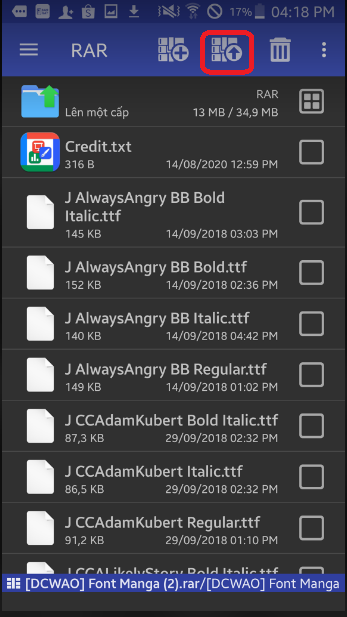 17% 04:18 PM
RAR
RAR
Lên một cấp
13 MB / 34,9 MB
Credit.txt
316 B 14/08/2020 12:59 PM
J AlwaysAngry BB Bold
Italic.ttf
145 KB 14/09/2018 03:03 PM
J AlwaysAngry BB Bold.ttf
152 KB 14/09/2018 02:36 PM
J AlwaysAngry BB Italic.ttf
140 KB 14/09/2018 04:42 PM
J AlwaysAngry BB Regular.ttf
149 KB 14/09/2018 01:02 PM
J CCAdamKubert Bold Italic.ttf
87,3 KB 29/09/2018 02:32 PM
J CCAdamKubert Italic.ttf
86,5 KB 29/09/2018 02:32 PM
J CCAdamKubert Regular.ttf
91,2 KB 29/09/2018 01:10 PM
J CCALikelyStory Bold Italic.ttf
[DCWAO] Font Manga (2).rar/[DCWAO] Font Manga